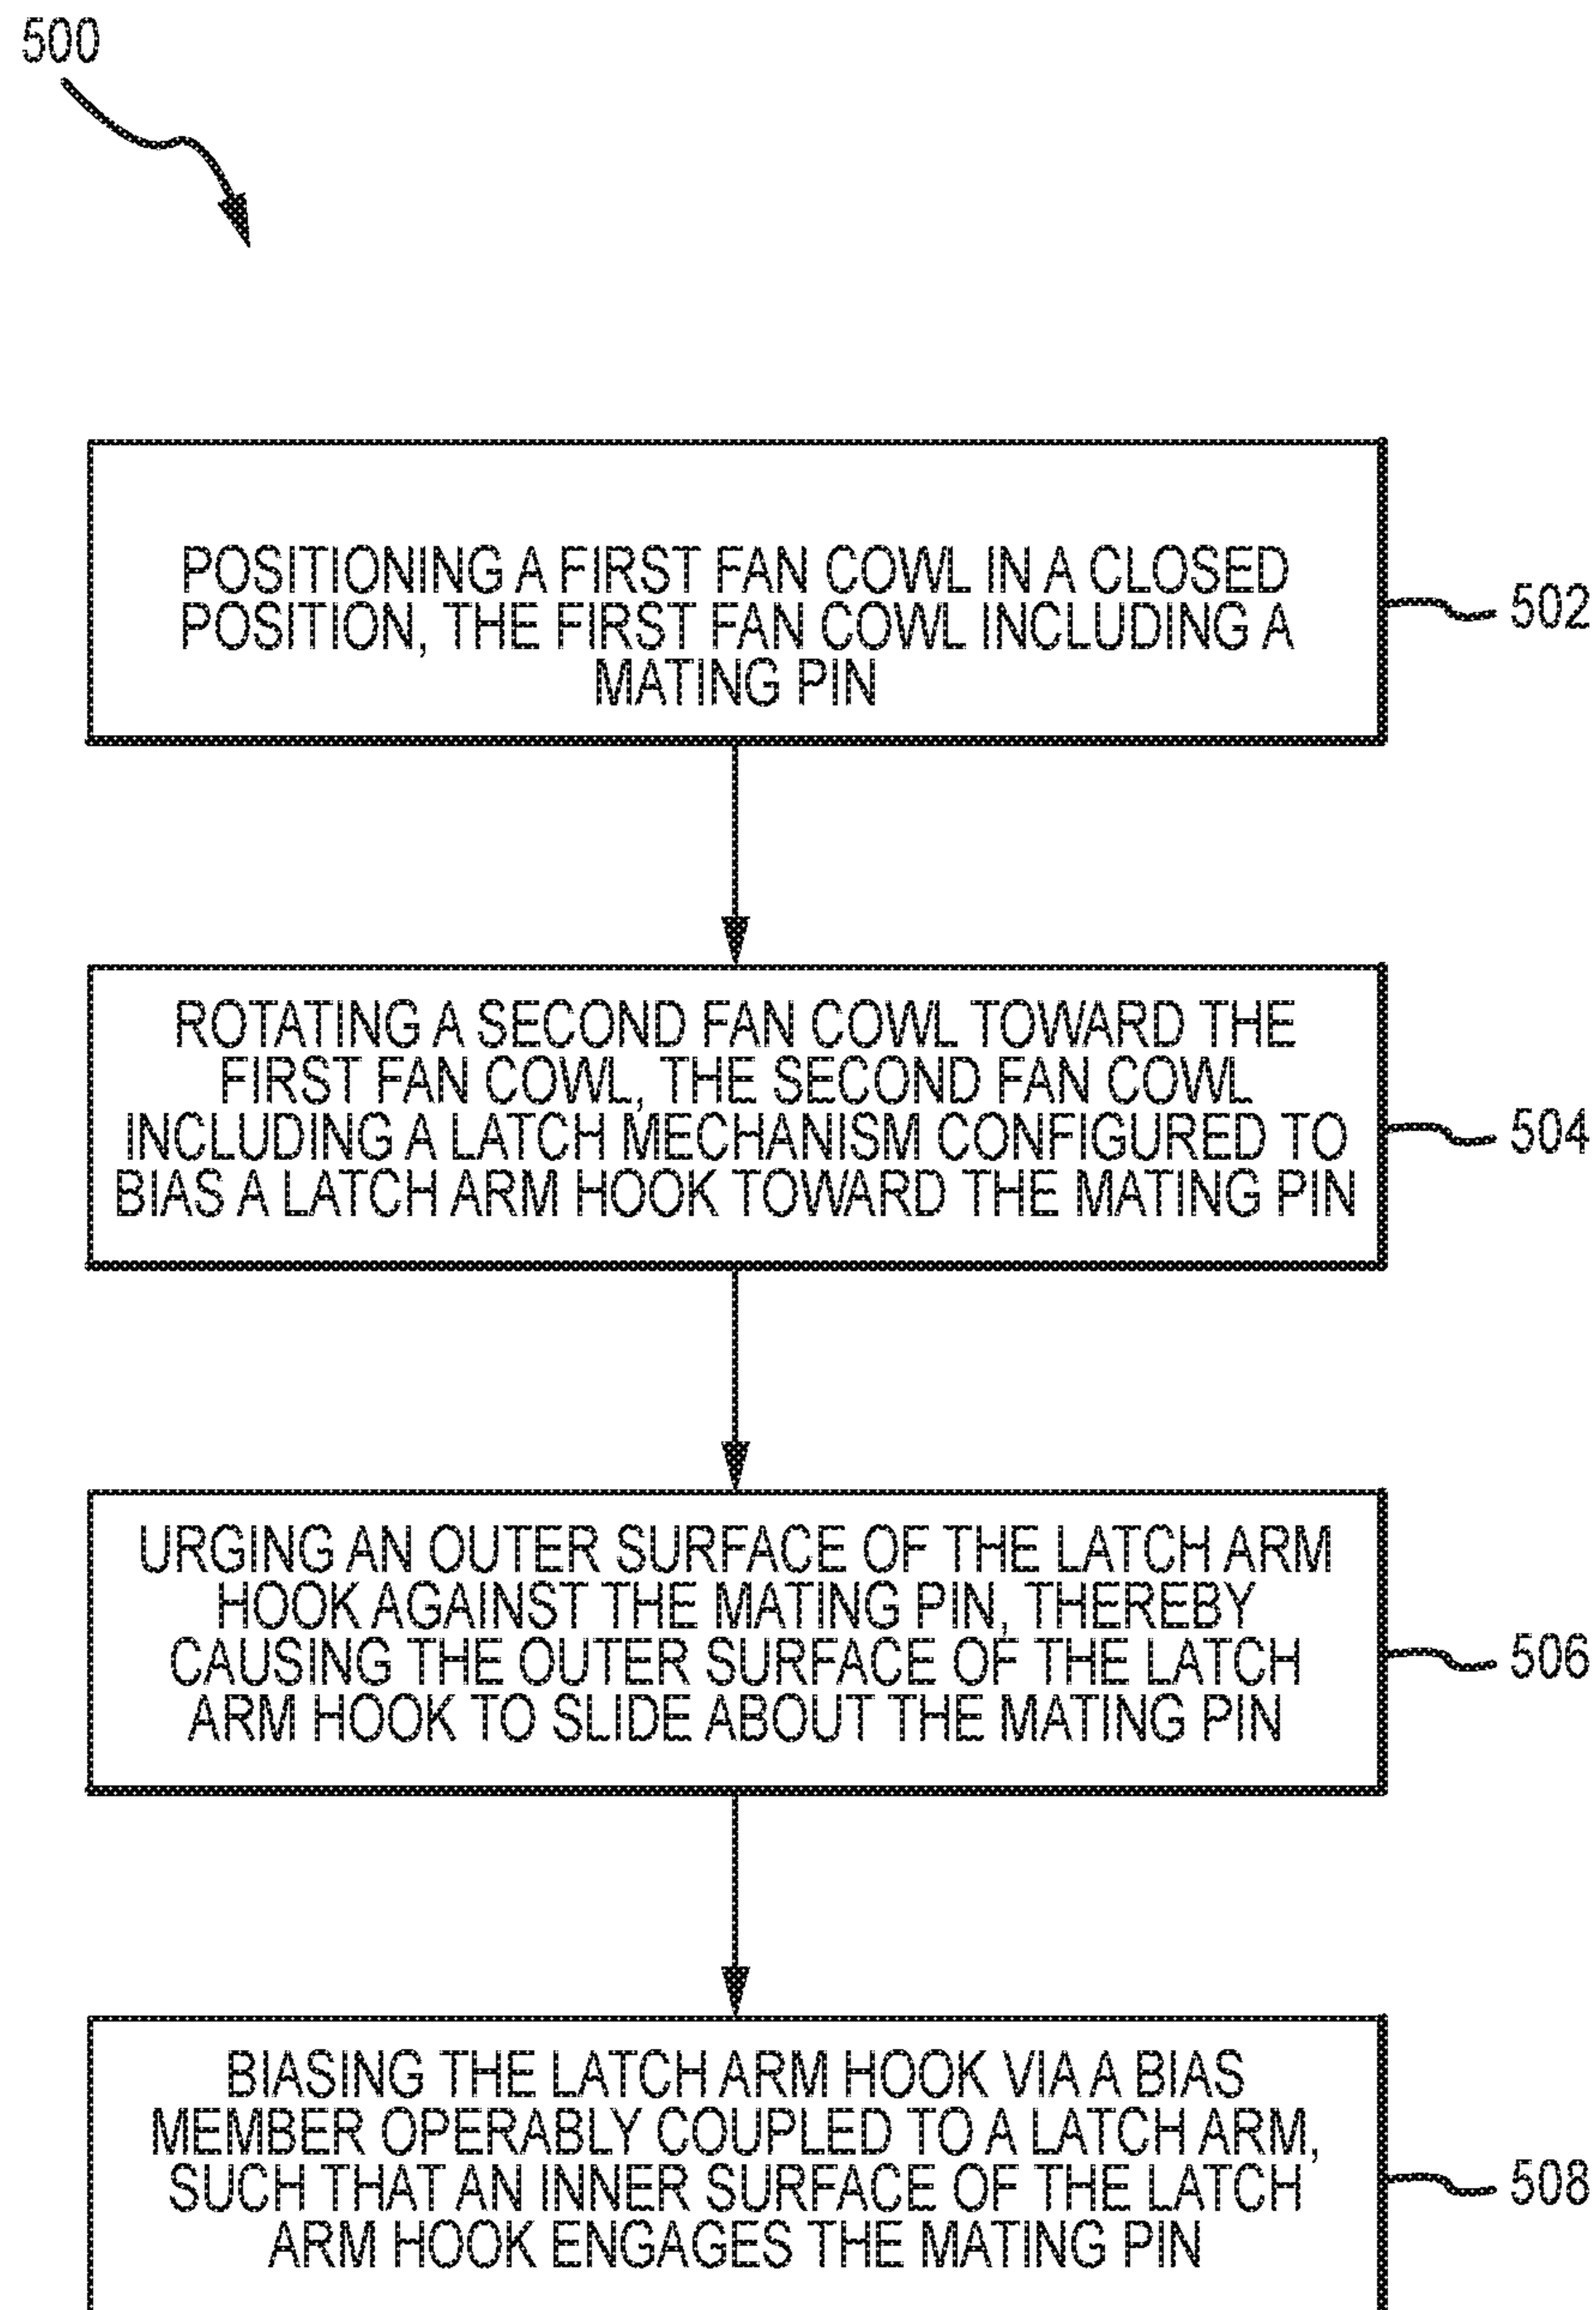 500
POSITIONING A FIRST FAN COWL IN A CLOSED
POSITION, THE FIRST FAN COWL INCLUDING A
MATING PIN
502
ROTATING A SECOND FAN COWL TOWARD THE
FIRST FAN COWL, THE SECOND FAN COWL
INCLUDING A LATCH MECHANISM CONFIGURED TO
BIAS A LATCH ARM HOOK TOWARD THE MATING PIN
504
URGING AN OUTER SURFACE OF THE LATCH ARM
HOOK AGAINST THE MATING PIN, THEREBY
CAUSING THE OUTER SURFACE OF THE LATCH
ARM HOOK TO SLIDE ABOUT THE MATING PIN
506
BIASING THE LATCH ARM HOOK VIA A BIAS
MEMBER OPERABLY COUPLED TO A LATCH ARM,
SUCH THAT AN INNER SURFACE OF THE LATCH
ARM HOOK ENGAGES THE MATING PIN
508